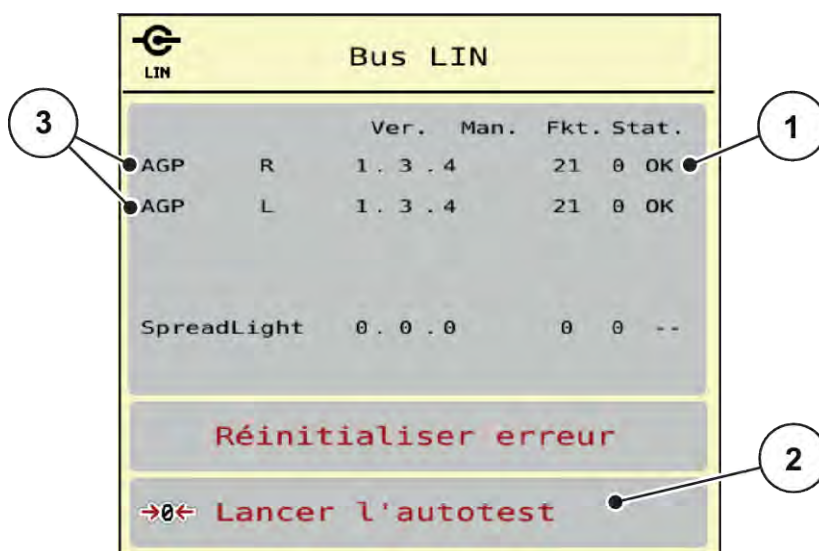 LIN
Bus LIN
Ver. Man. Fkt. Stat.
AGP R 1.3.4 21 0 OK
AGP L 1.3.4 21 0 OK
SpreadLight 0.0.0 0 0 --
Réinitialiser erreur
→0← Lancer l'autotest
3
1
2